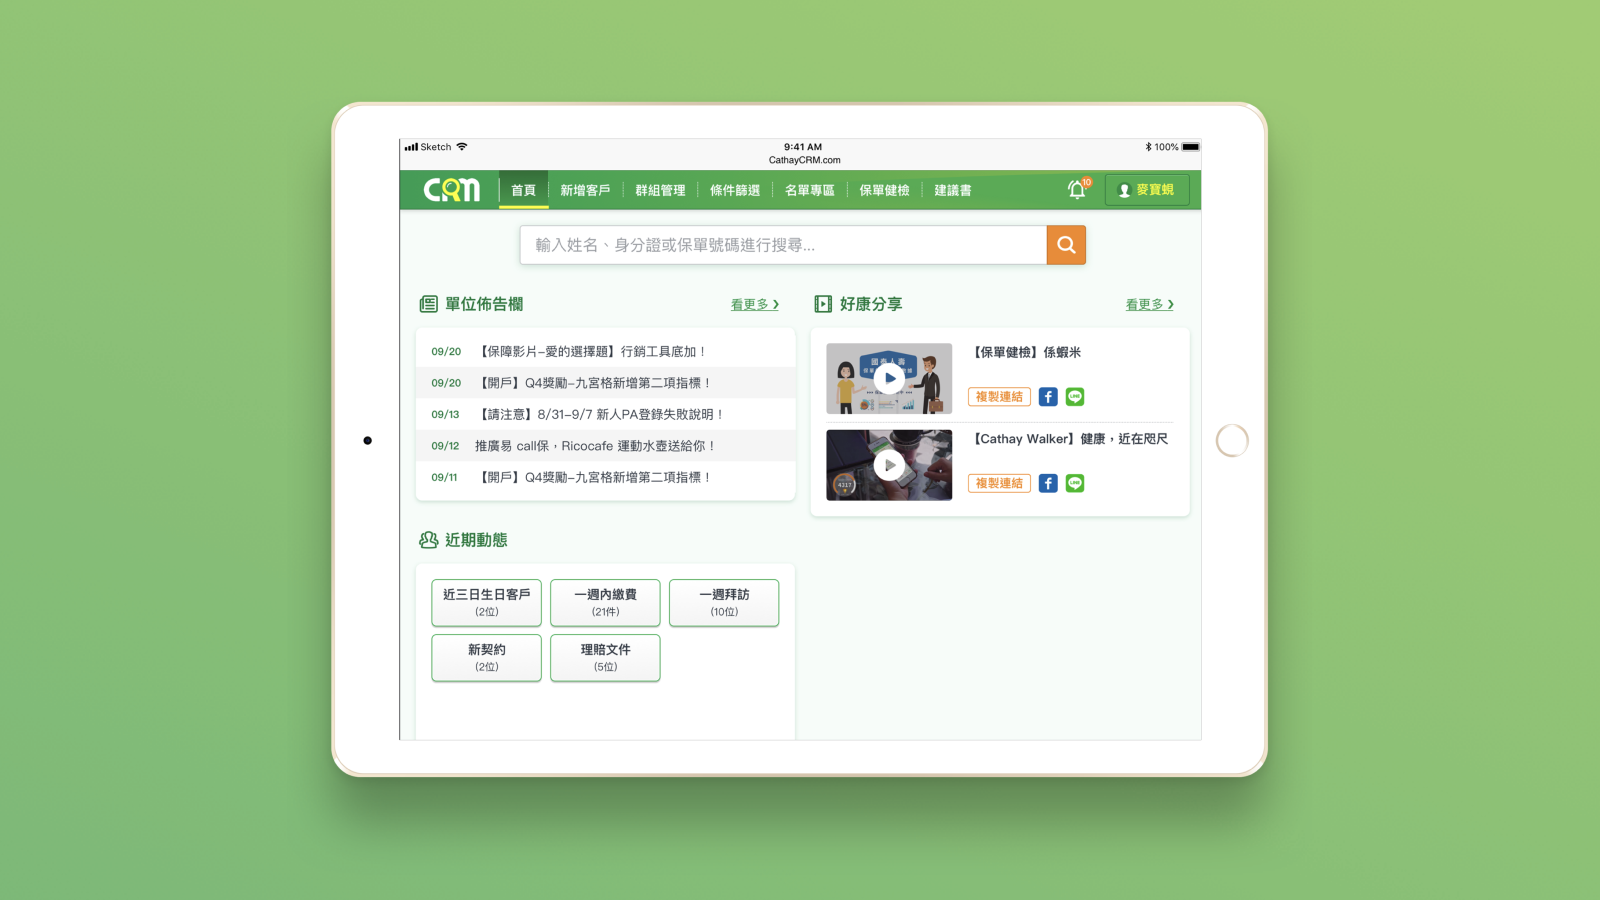 Sketch
9:41 AM
100%
CathayCRM.com
CRM
首頁
新增客戶
群組管理
條件篩選
名單專區
保單健檢
建議書
10
麥寶蜆
輸入姓名、身分證或保單號碼進行搜尋...
單位佈告欄
看更多
09/20 【保障影片–愛的選擇題】行銷工具底加！
09/20 【開戶】Q4獎勵–九宮格新增第二項指標！
09/13 【請注意】8/31–9/7 新人PA登錄失敗說明！
09/12 推廣易 call保，Ricocafe 運動水壺送給你！
09/11 【開戶】Q4獎勵–九宮格新增第二項指標！
好康分享
看更多
國泰人壽
【保單健檢】係蝦米
複製連結
LINE
4317
【Cathay Walker】健康，近在咫尺
複製連結
LINE
近期動態
近三日生日客戶
(2位)
一週內繳費
(21件)
一週拜訪
(10位)
新契約
(2位)
理賠文件
(5位)